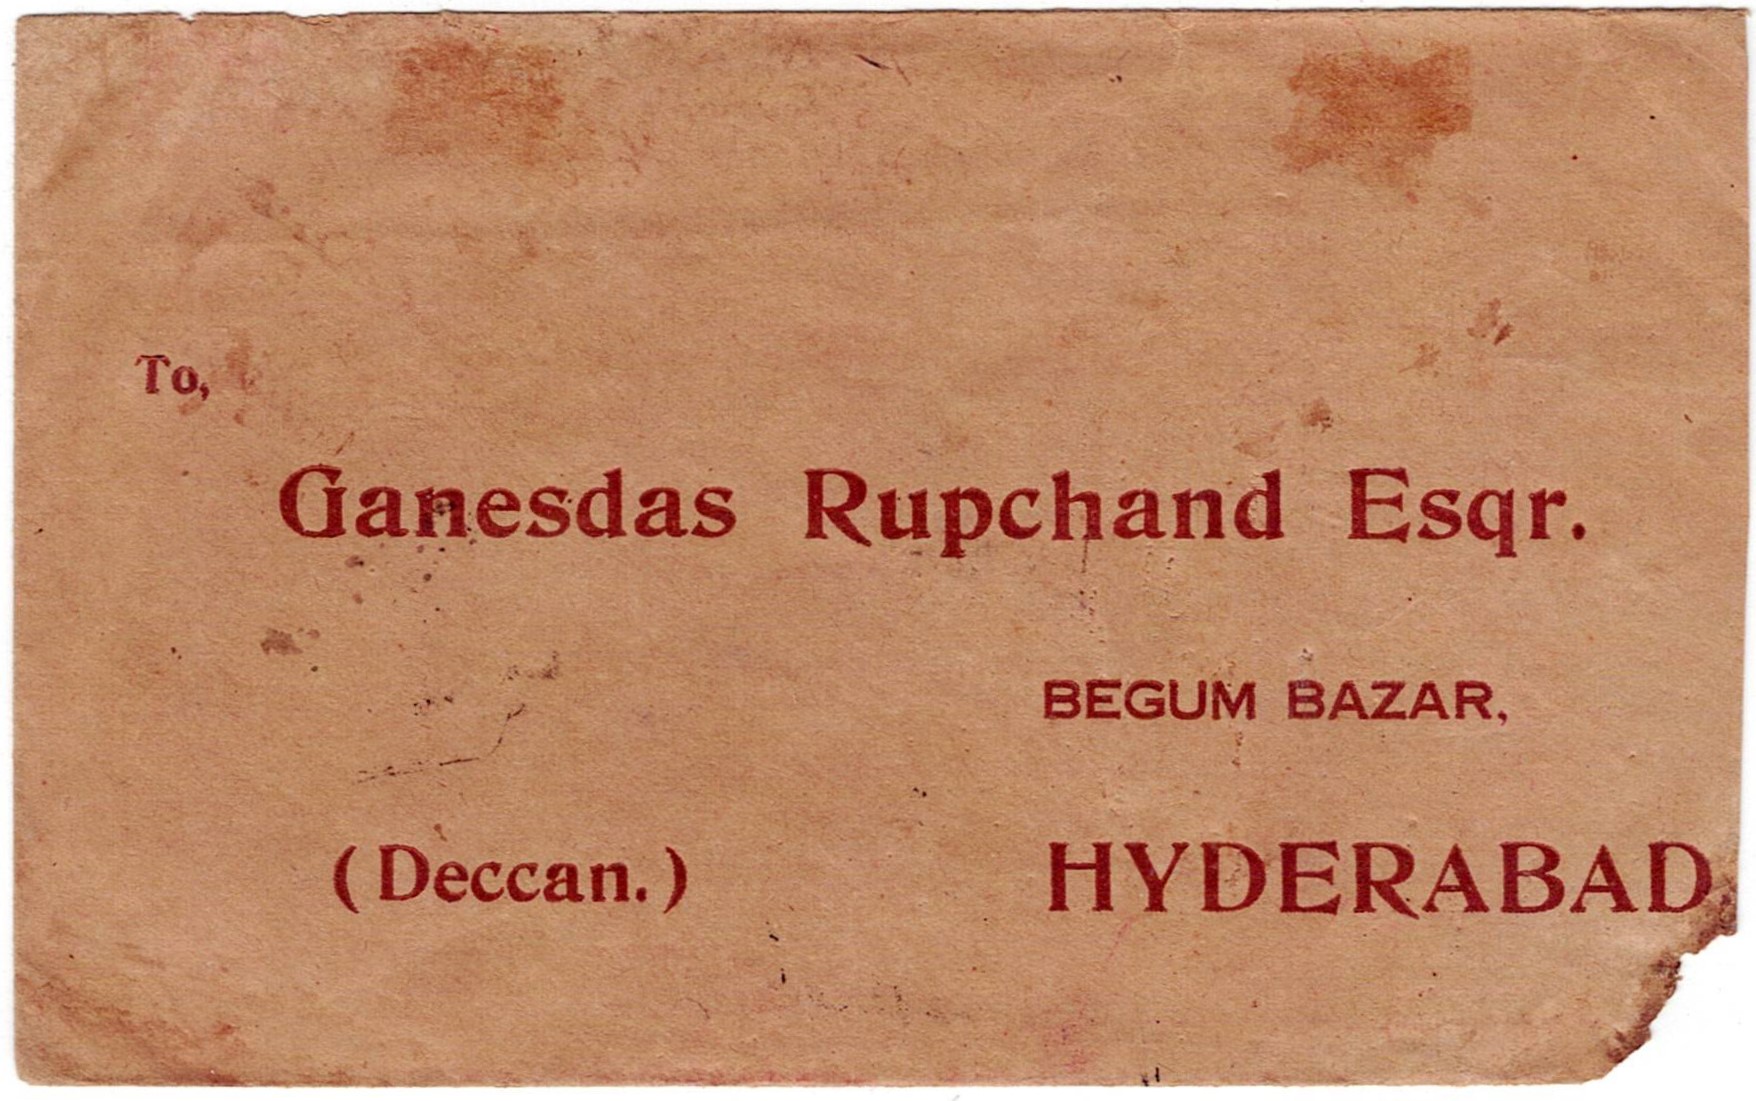 To,
Ganesdas Rupchand Esqr.
BEGUM BAZAR,
(Deccan.) HYDERABAD